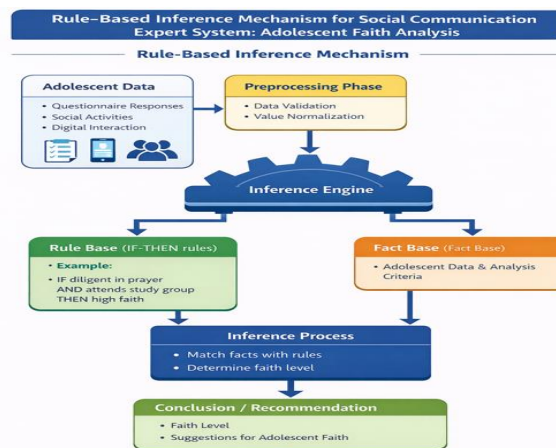 Rule-Based Inference Mechanism for Social Communication
Expert System: Adolescent Faith Analysis
Rule-Based Inference Mechanism
Adolescent Data
• Questionnaire Responses
• Social Activities
• Digital Interaction
Preprocessing Phase
• Data Validation
• Value Normalization
Inference Engine
Rule Base (IF-THEN rules)
• Example:
• IF diligent in prayer
AND attends study group
THEN high faith
Fact Base (Fact Base)
• Adolescent Data & Analysis
Criteria
Inference Process
• Match facts with rules
• Determine faith level
Conclusion / Recommendation
• Faith Level
• Suggestions for Adolescent Faith